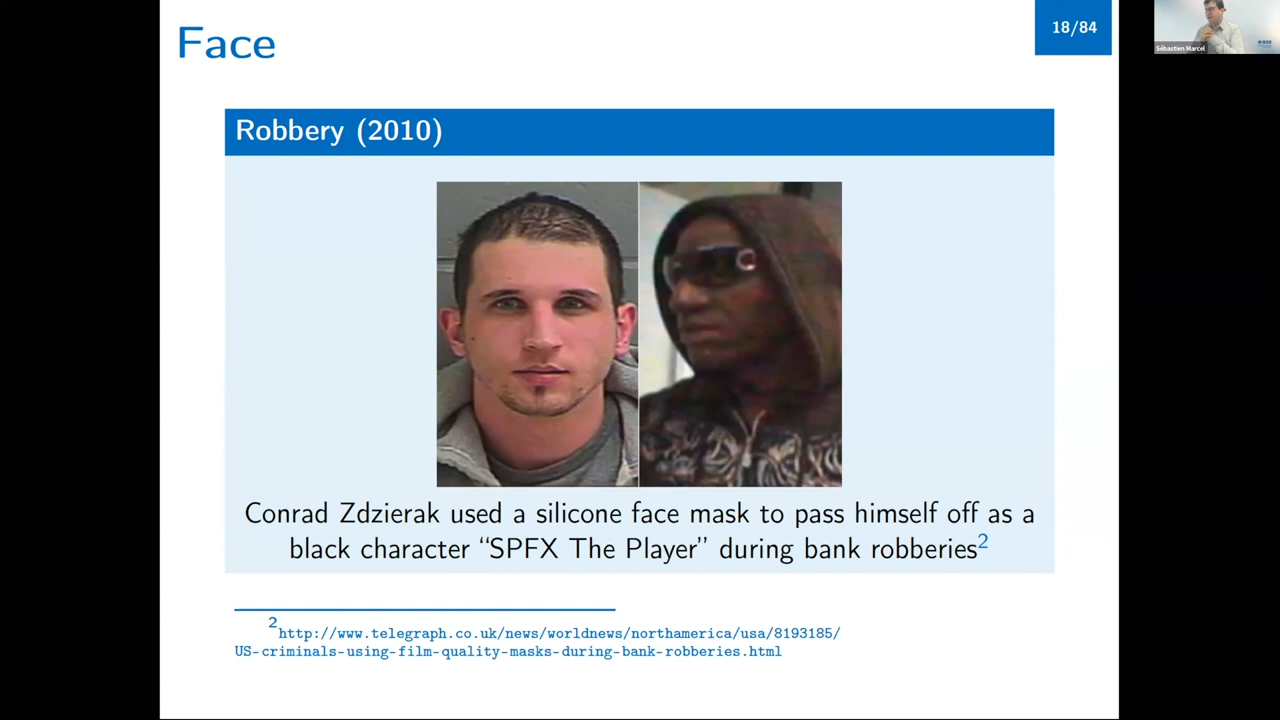 Face
18/84
Sébastien Marcel
Robbery (2010)
Conrad Zdzierak used a silicone face mask to pass himself off as a
black character “SPFX The Player” during bank robberies2
2http://www.telegraph.co.uk/news/worldnews/northamerica/usa/8193185/
US-criminals-using-film-quality-masks-during-bank-robberies.html